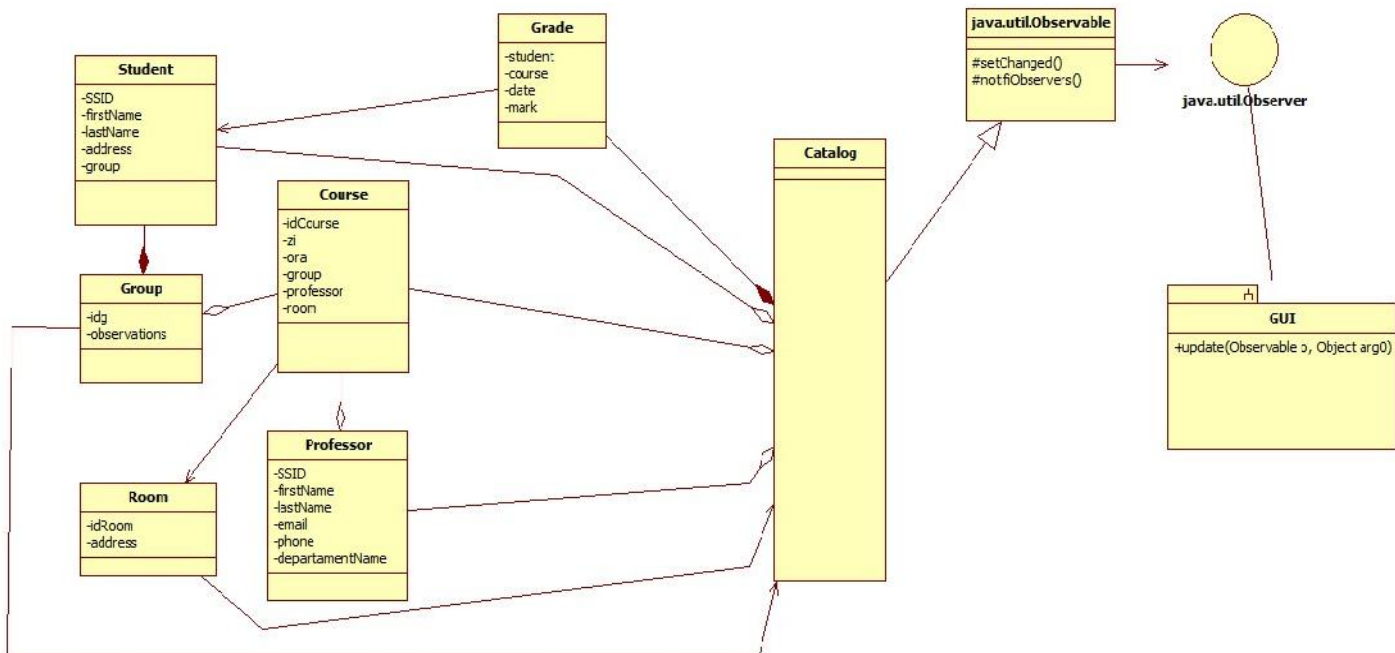 Grade
-student
-course
-date
-mark
java.util.Observable
#setChanged()
#notfiObservers()
java.util.Observer
Student
-SSID
-firstName
-lastName
-address
-group
Catalog
Course
-idCourse
-zi
-ora
-group
-professor
-room
Group
-idg
-observations
GUI
+update(Observable o, Object arg0)
Professor
-SSID
-firstName
-lastName
-email
-phone
-departamentName
Room
-idRoom
-address